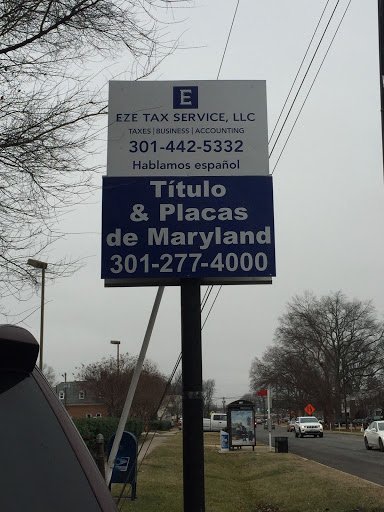 E
EZE TAX SERVICE, LLC
TAXES | BUSINESS | ACCOUNTING
301-442-5332
Hablamos español
Título
& Placas
de Maryland
301-277-4000